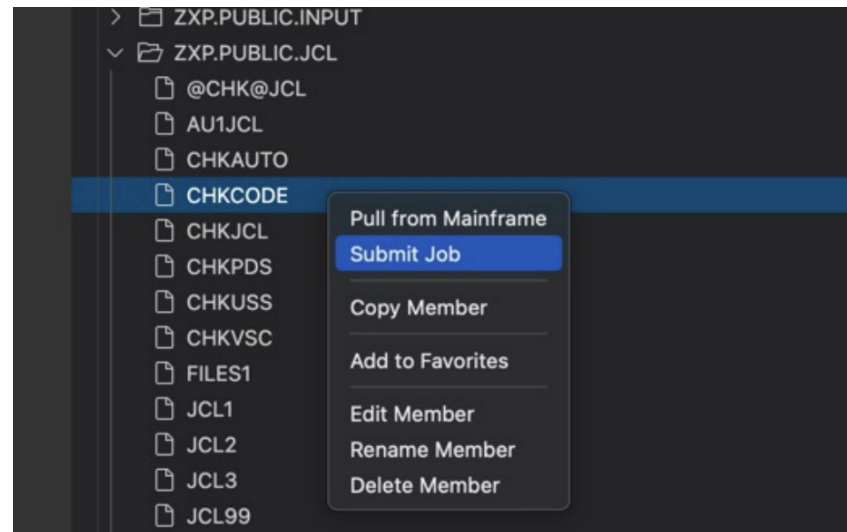 ZXP.PUBLIC.INPUT
ZXP.PUBLIC.JCL
@CHK@JCL
AU1JCL
CHKAUTO
CHKCODE
CHKJCL
CHKPDS
CHKUSS
CHKVSC
FILES1
JCL1
JCL2
JCL3
JCL99
Pull from Mainframe
Submit Job
Copy Member
Add to Favorites
Edit Member
Rename Member
Delete Member